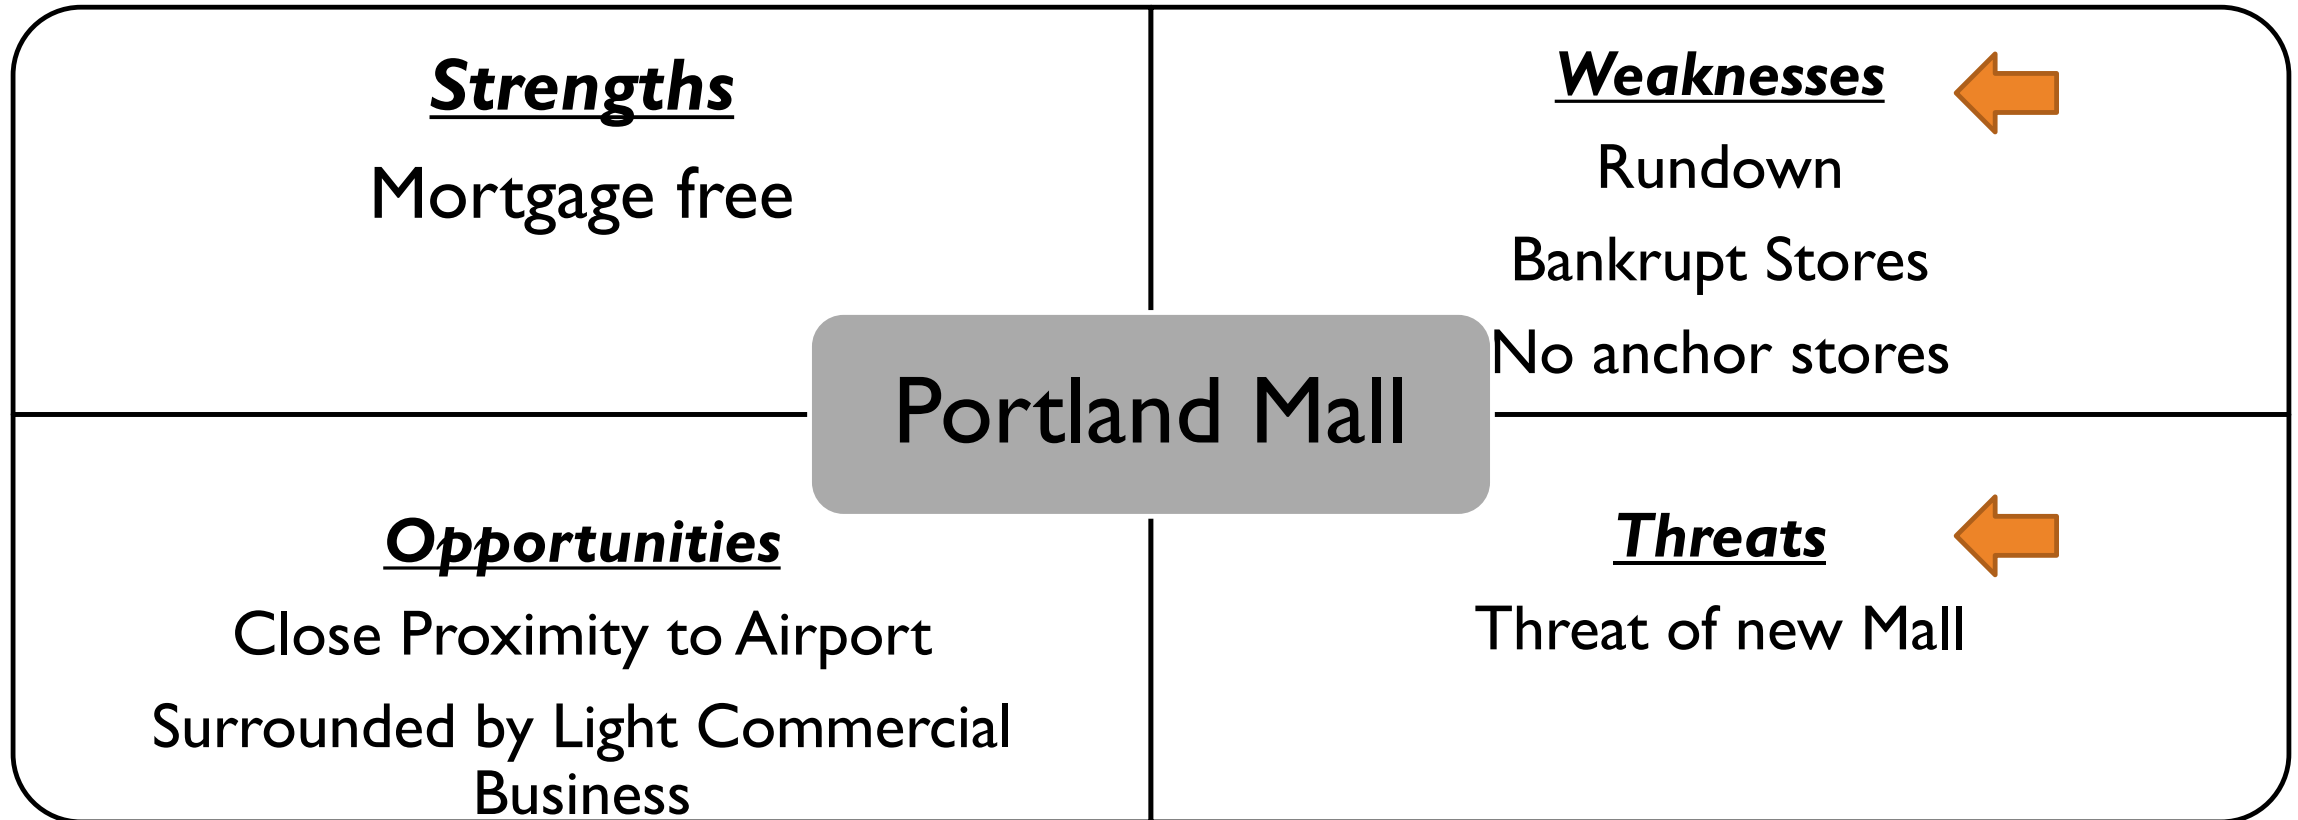 Strengths
Mortgage free
Weaknesses
Rundown
Bankrupt Stores
No anchor stores
Portland Mall
Opportunities
Close Proximity to Airport
Surrounded by Light Commercial
Business
Threats
Threat of new Mall